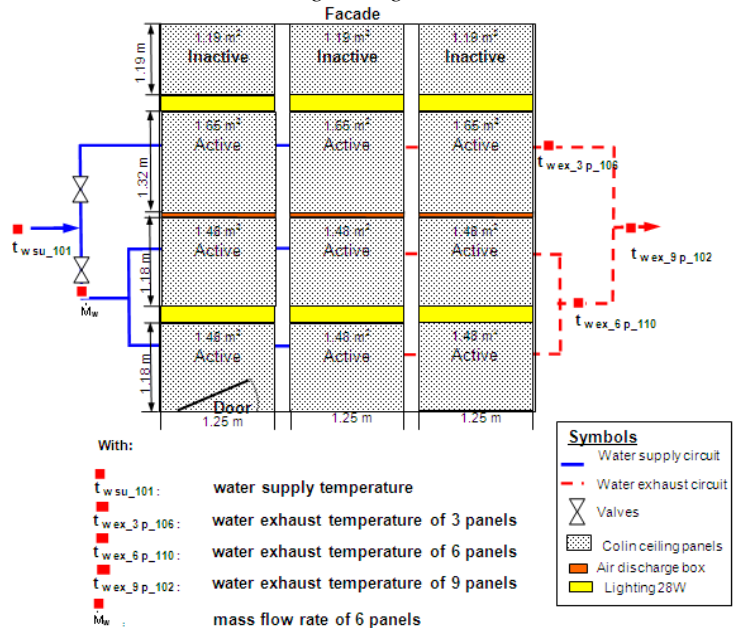 Facade
1.19 m² 1.19 m² 1.19 m²
Inactive Inactive Inactive
1.19 m
1.65 m² 1.65 m² 1.65 m²
Active Active Active
1.32 m
t w ex_3 p_106
t w su_101
1.48 m² 1.48 m² 1.48 m²
Active Active Active
1.18 m
t w ex_9 p_102
Ṁw
t w ex_6 p_110
1.48 m² 1.48 m² 1.48 m²
Active Active Active
1.18 m
Door
1.25 m 1.25 m 1.25 m
With:
t w su_101 : water supply temperature
t w ex_3 p_106 : water exhaust temperature of 3 panels
t w ex_6 p_110 : water exhaust temperature of 6 panels
t w ex_9 p_102 : water exhaust temperature of 9 panels
Ṁw : mass flow rate of 6 panels
Symbols
Water supply circuit
Water exhaust circuit
Valves
Colin ceiling panels
Air discharge box
Lighting 28W